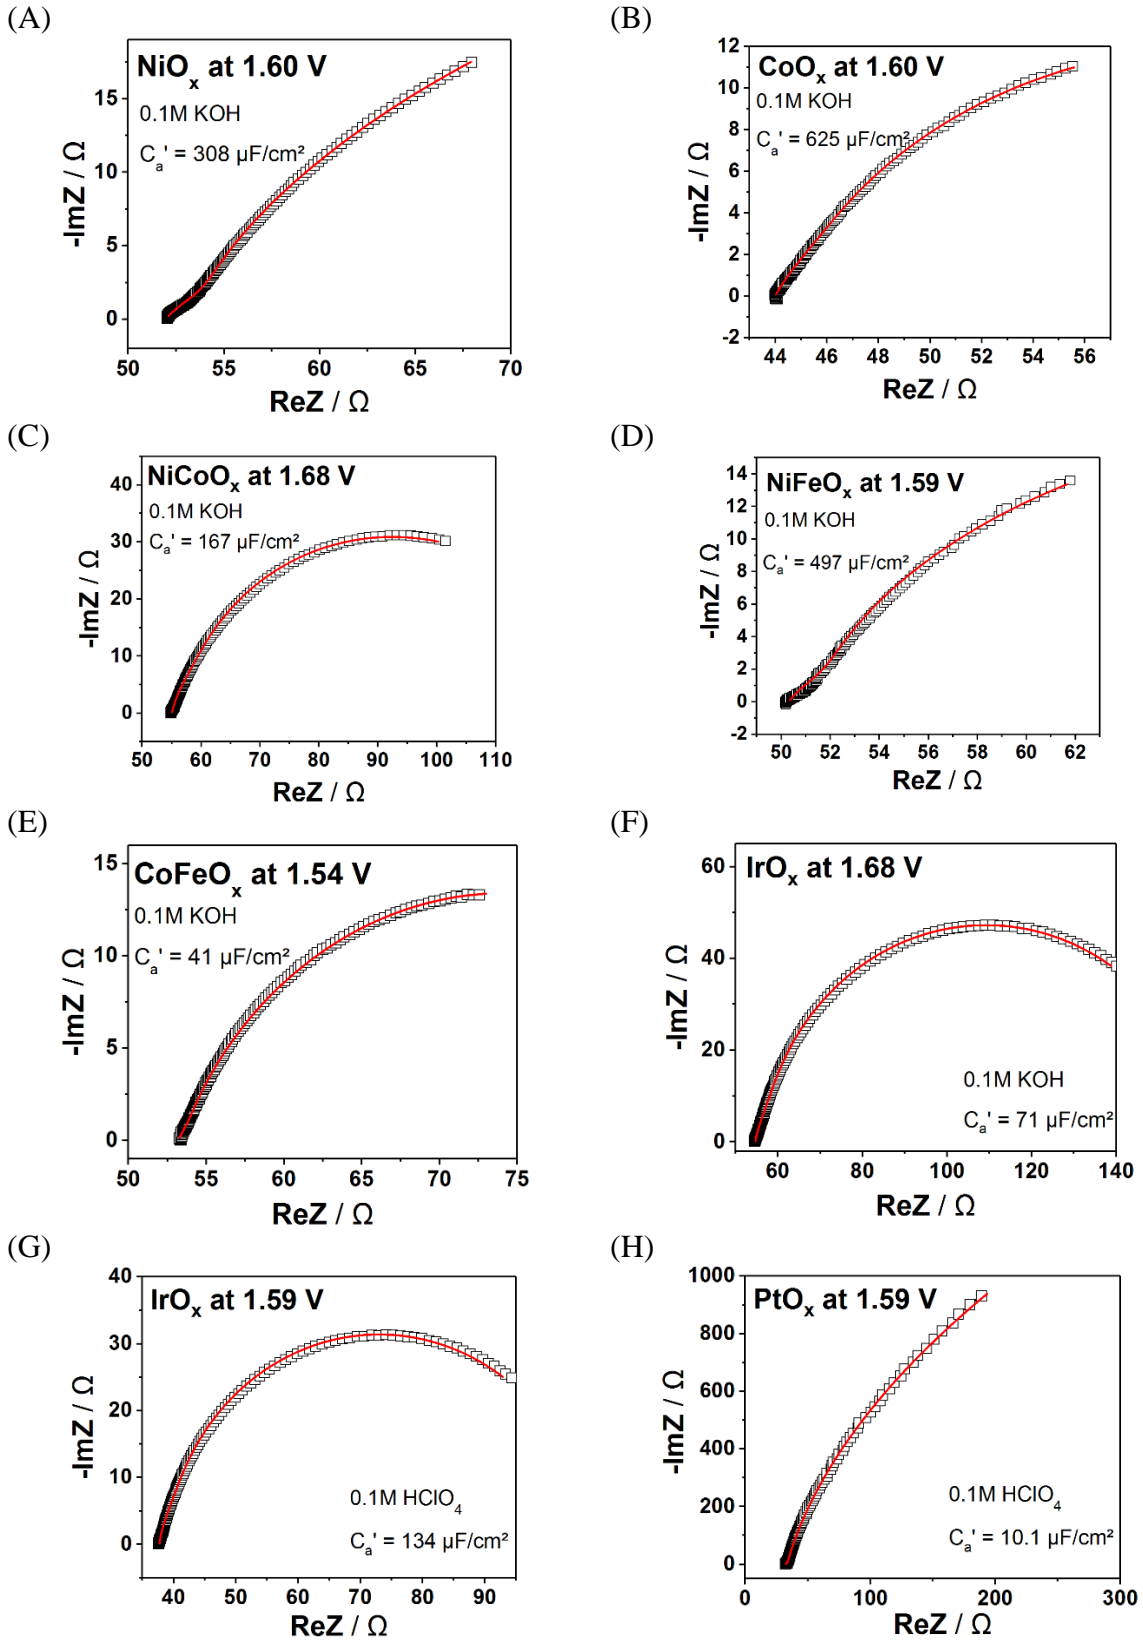 (A)
NiOₓ at 1.60 V
0.1M KOH
Cₐ' = 308 µF/cm²
15
10
5
0
50 55 60 65 70
-ImZ / Ω
ReZ / Ω
(B)
CoOₓ at 1.60 V
0.1M KOH
Cₐ' = 625 µF/cm²
12
10
8
6
4
2
0
-2
44 46 48 50 52 54 56
-ImZ / Ω
ReZ / Ω
(C)
NiCoOₓ at 1.68 V
0.1M KOH
Cₐ' = 167 µF/cm²
40
30
20
10
0
50 60 70 80 90 100 110
-ImZ / Ω
ReZ / Ω
(D)
NiFeOₓ at 1.59 V
0.1M KOH
Cₐ' = 497 µF/cm²
14
12
10
8
6
4
2
0
-2
50 52 54 56 58 60 62
-ImZ / Ω
ReZ / Ω
(E)
CoFeOₓ at 1.54 V
0.1M KOH
Cₐ' = 41 µF/cm²
15
10
5
0
50 55 60 65 70 75
-ImZ / Ω
ReZ / Ω
(F)
IrOₓ at 1.68 V
0.1M KOH
Cₐ' = 71 µF/cm²
60
40
20
0
60 80 100 120 140
-ImZ / Ω
ReZ / Ω
(G)
IrOₓ at 1.59 V
0.1M HClO₄
Cₐ' = 134 µF/cm²
40
30
20
10
0
40 50 60 70 80 90
-ImZ / Ω
ReZ / Ω
(H)
PtOₓ at 1.59 V
0.1M HClO₄
Cₐ' = 10.1 µF/cm²
1000
800
600
400
200
0
0 100 200 300
-ImZ / Ω
ReZ / Ω